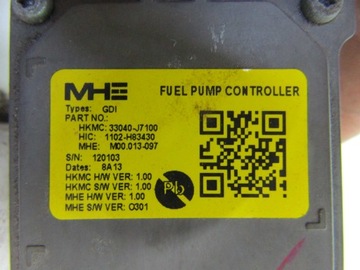 MHE FUEL PUMP CONTROLLER
Types: GDI
PART NO.:
HKMC: 33040-J7100
HIC: 1102-H83430
MHE: M00.013-097
S/N: 120103
Dates: 8A13
HKMC H/W VER: 1.00
HKMC S/W VER: 1.00
MHE H/W VER: 1.00
MHE S/W VER: O301